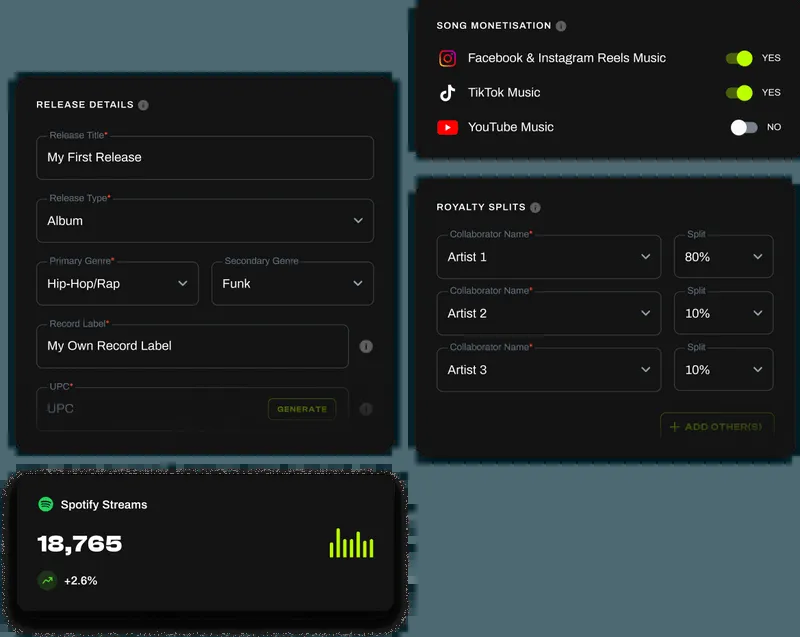 SONG MONETISATION
Facebook & Instagram Reels Music YES
TikTok Music YES
YouTube Music NO
RELEASE DETAILS
Release Title*
My First Release
Release Type*
Album
Primary Genre* Secondary Genre
Hip-Hop/Rap Funk
Record Label*
My Own Record Label
UPC*
UPC GENERATE
ROYALTY SPLITS
Collaborator Name* Split
Artist 1 80%
Collaborator Name* Split
Artist 2 10%
Collaborator Name* Split
Artist 3 10%
+ ADD OTHER(S)
Spotify Streams
18,765
+2.6%